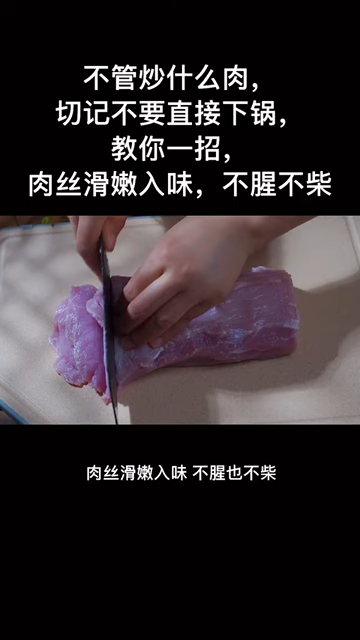 不管炒什么肉，
切记不要直接下锅，
教你一招，
肉丝滑嫩入味，不腥不柴
肉丝滑嫩入味 不腥也不柴